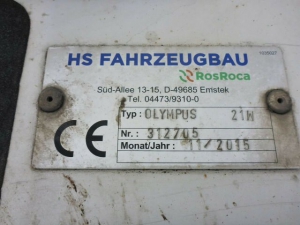 HS FAHRZEUGBAU
RosRoca
Süd-Allee 13-15, D-49685 Emstek
Tel. 04473/9310-0
Typ: OLYMPUS 21W
Nr.: 312705
Monat/Jahr: 11/2015
CE